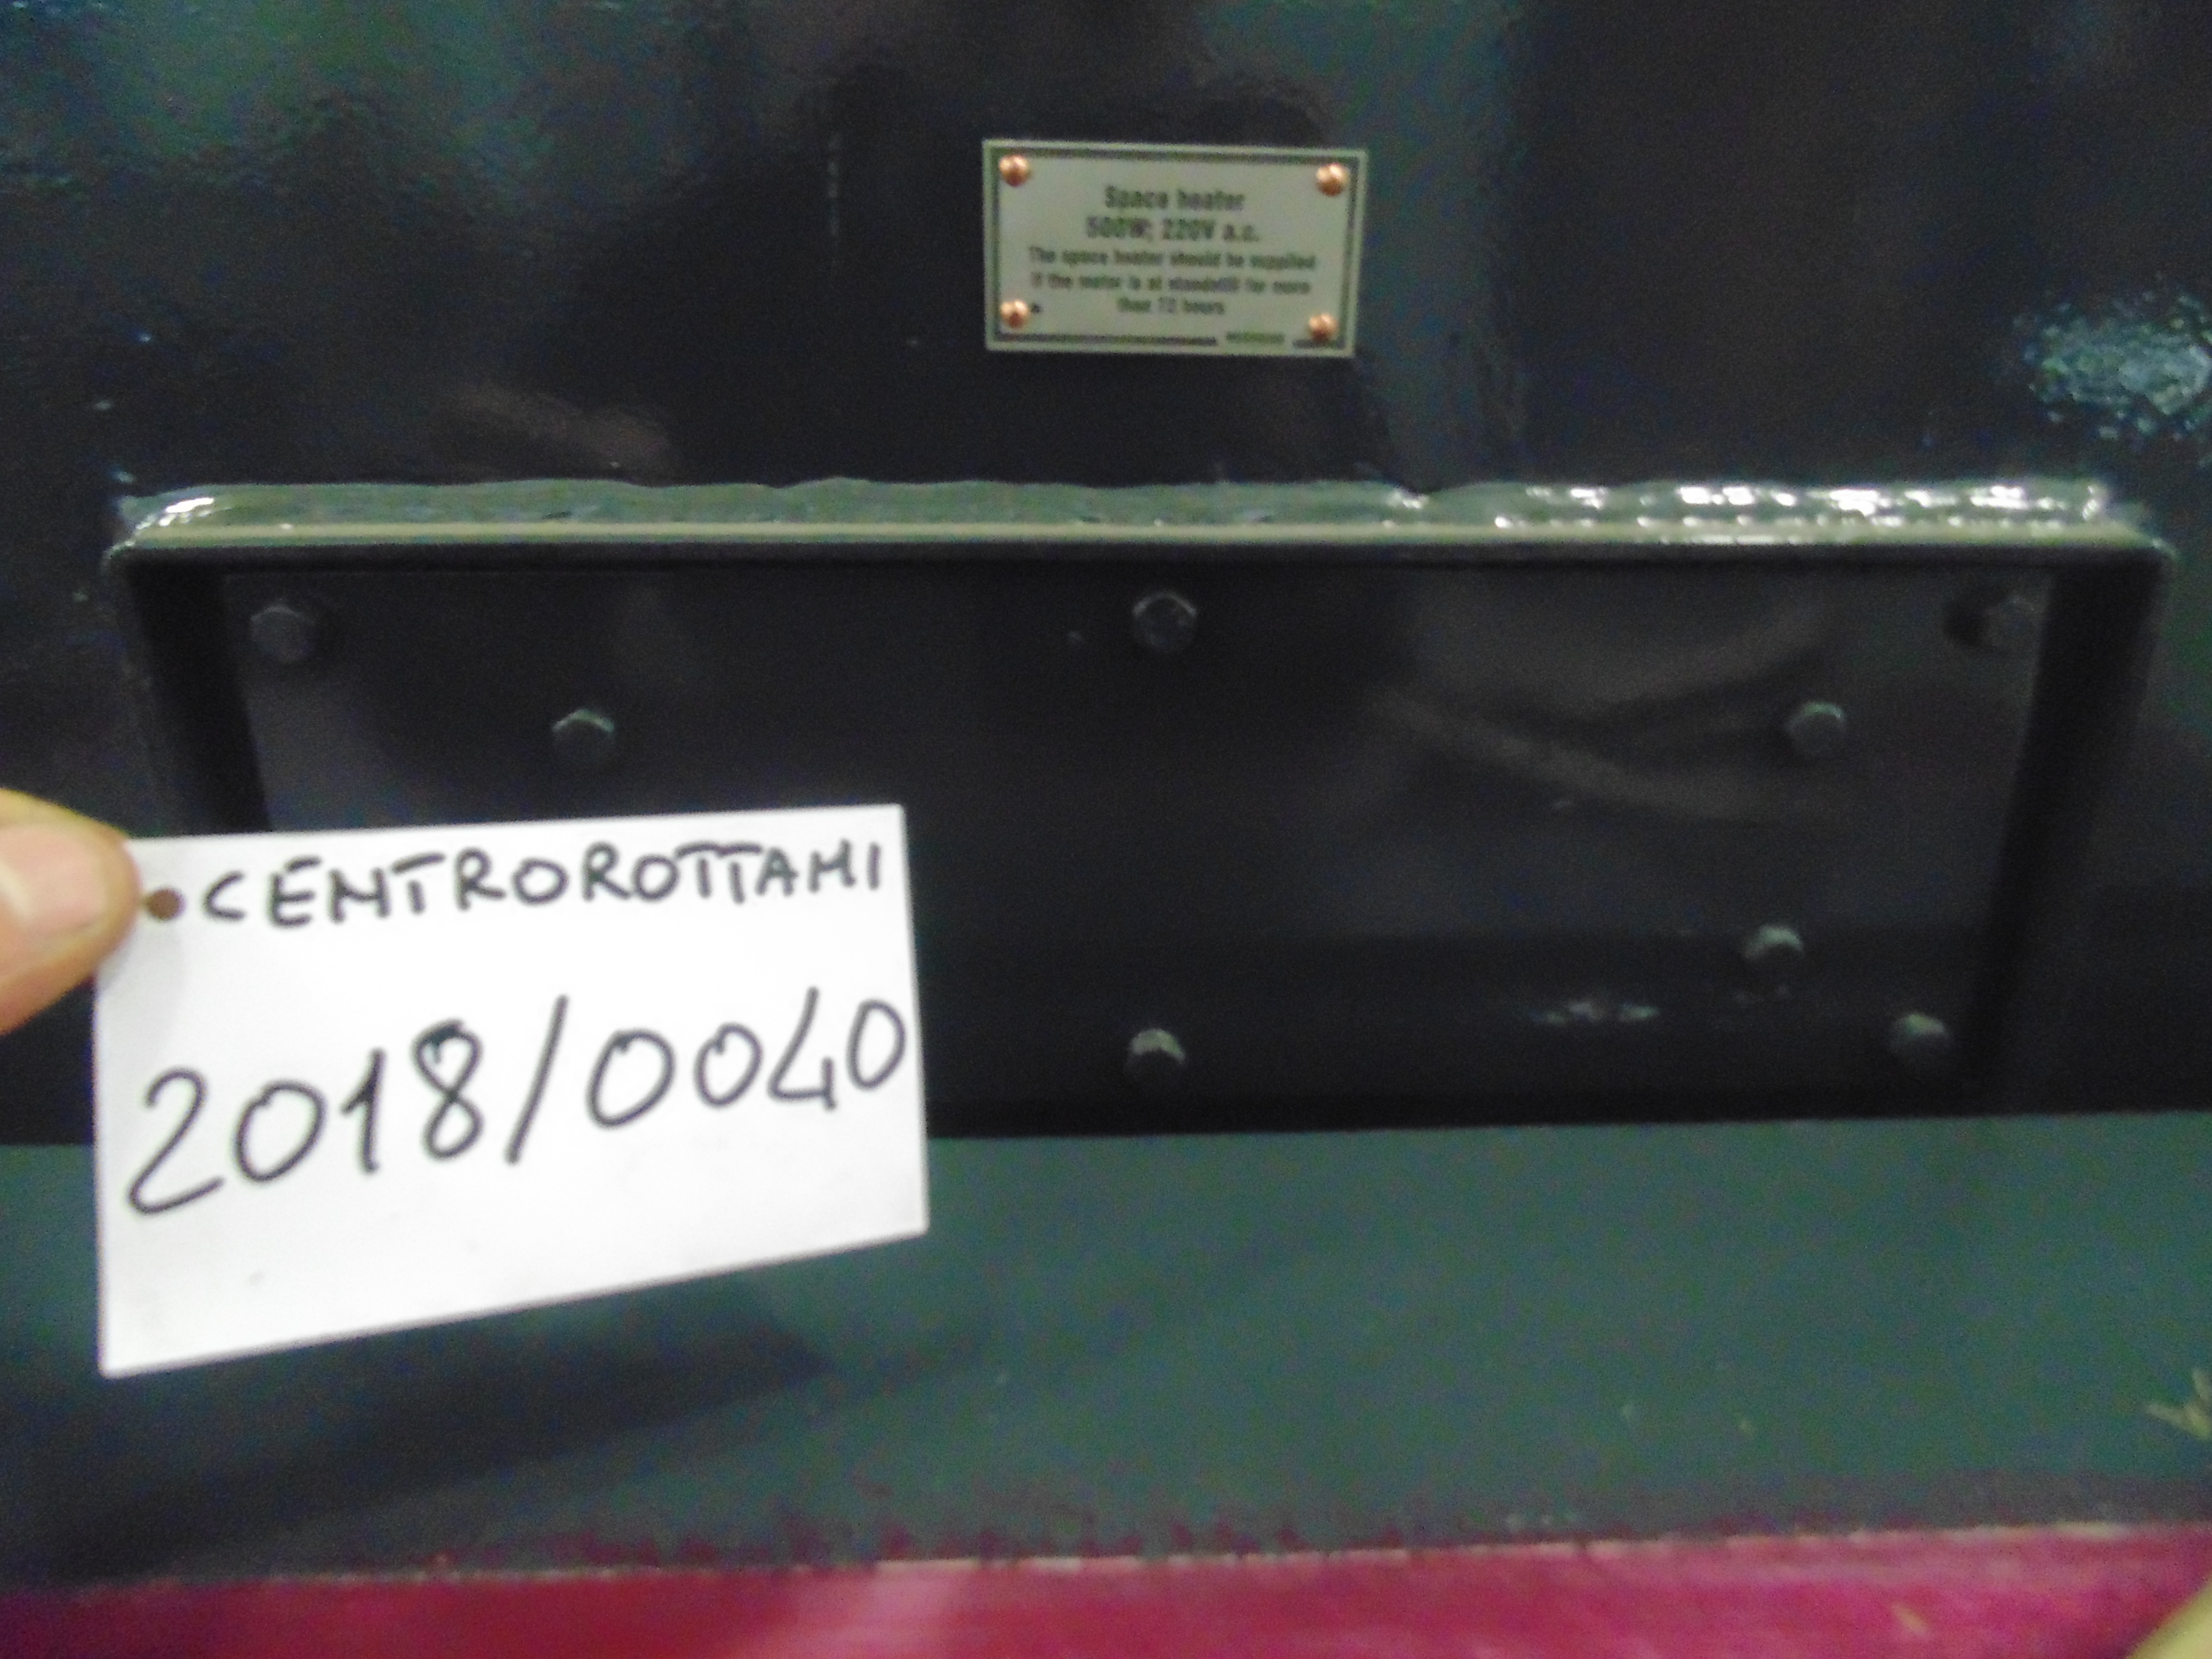 Space heater
500W; 220V a.c.
The space heater should be supplied
if the motor is at standstill for more
than 12 hours
CENTROROTTAMI
2018/0040